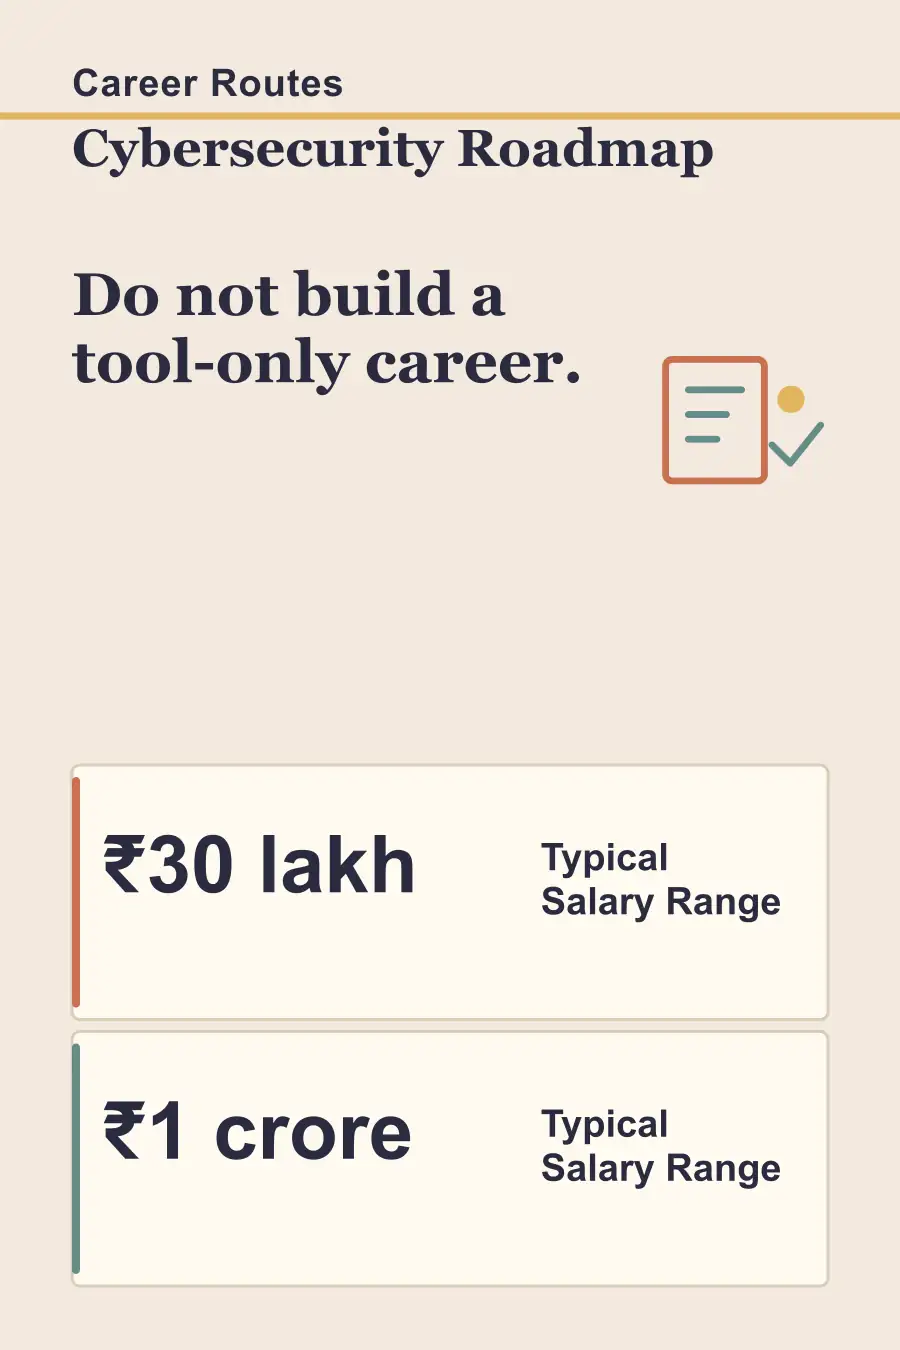 Career Routes
Cybersecurity Roadmap
Do not build a
tool-only career.
₹30 lakh
Typical
Salary Range
₹1 crore
Typical
Salary Range